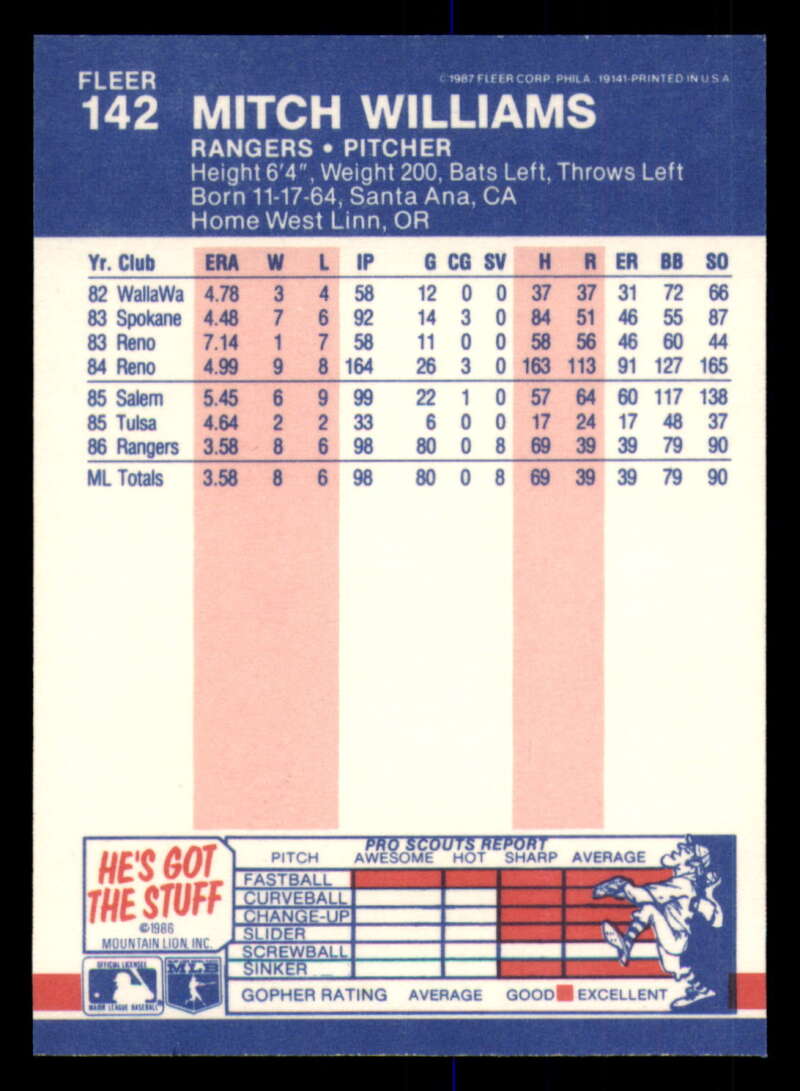 FLEER
©1987 FLEER CORP. PHILA. 19141-PRINTED IN U S A
142 MITCH WILLIAMS
RANGERS • PITCHER
Height 6'4", Weight 200, Bats Left, Throws Left
Born 11-17-64, Santa Ana, CA
Home West Linn, OR
Yr. Club ERA W L IP G CG SV H R ER BB SO
82 WallaWa 4.78 3 4 58 12 0 0 37 37 31 72 66
83 Spokane 4.48 7 6 92 14 3 0 84 51 46 55 87
83 Reno 7.14 1 7 58 11 0 0 58 56 46 60 44
84 Reno 4.99 9 8 164 26 3 0 163 113 91 127 165
85 Salem 5.45 6 9 99 22 1 0 57 64 60 117 138
85 Tulsa 4.64 2 2 33 6 0 0 17 24 17 48 37
86 Rangers 3.58 8 6 98 80 0 8 69 39 39 79 90
ML Totals 3.58 8 6 98 80 0 8 69 39 39 79 90
HE'S GOT
THE STUFF
©1986
MOUNTAIN LION, INC.
PRO SCOUTS REPORT
PITCH AWESOME HOT SHARP AVERAGE
FASTBALL
CURVEBALL
CHANGE-UP
SLIDER
SCREWBALL
SINKER
GOPHER RATING AVERAGE GOOD EXCELLENT
OFFICIAL LICENSEE
MAJOR LEAGUE BASEBALL
MLB